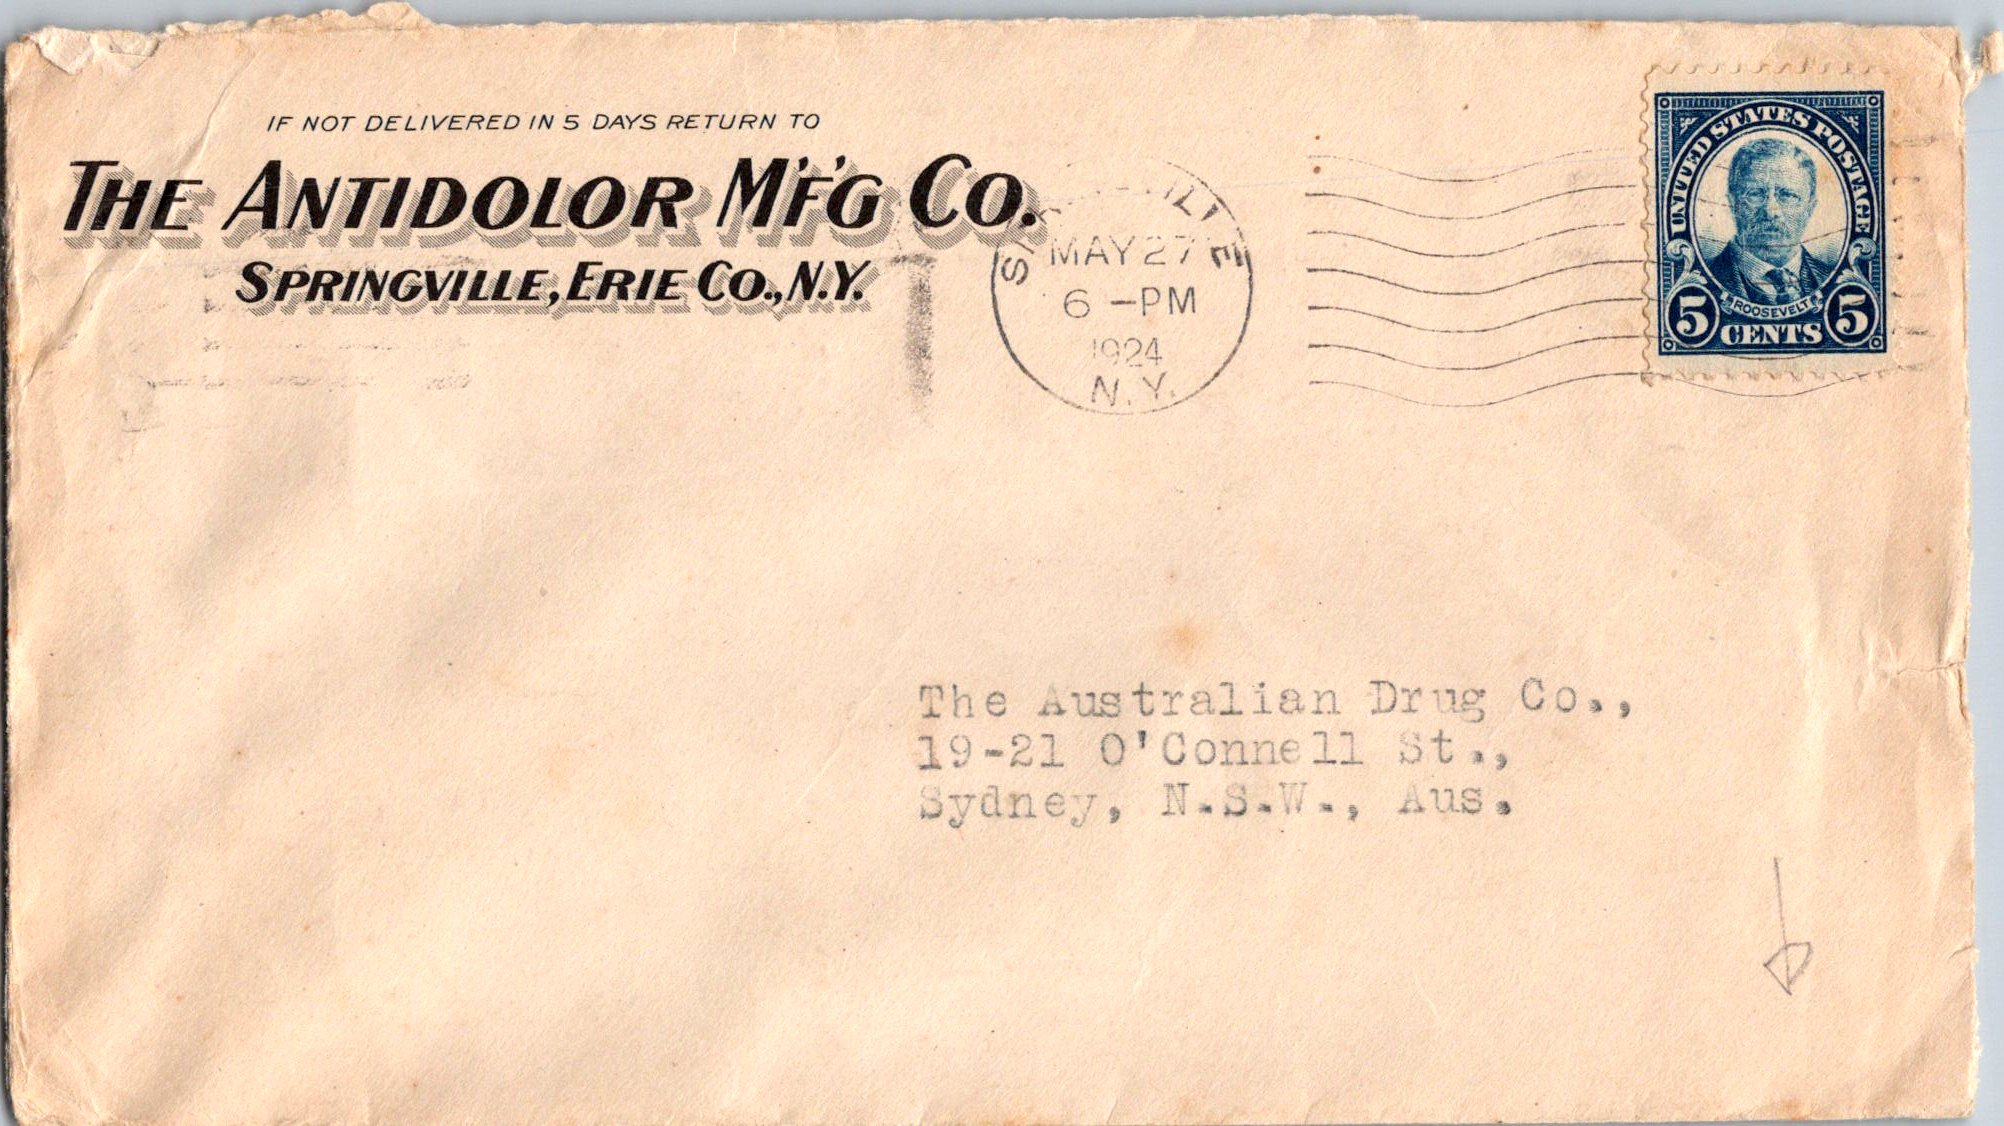 IF NOT DELIVERED IN 5 DAYS RETURN TO
THE ANTIDOLOR M'F'G CO.
SPRINGVILLE, ERIE CO., N.Y.
MAY 27
6 - PM
1924
N.Y.
UNITED STATES POSTAGE
ROOSEVELT
5 CENTS 5
The Australian Drug Co.,
19-21 O'Connell St.,
Sydney, N.S.W., Aus.